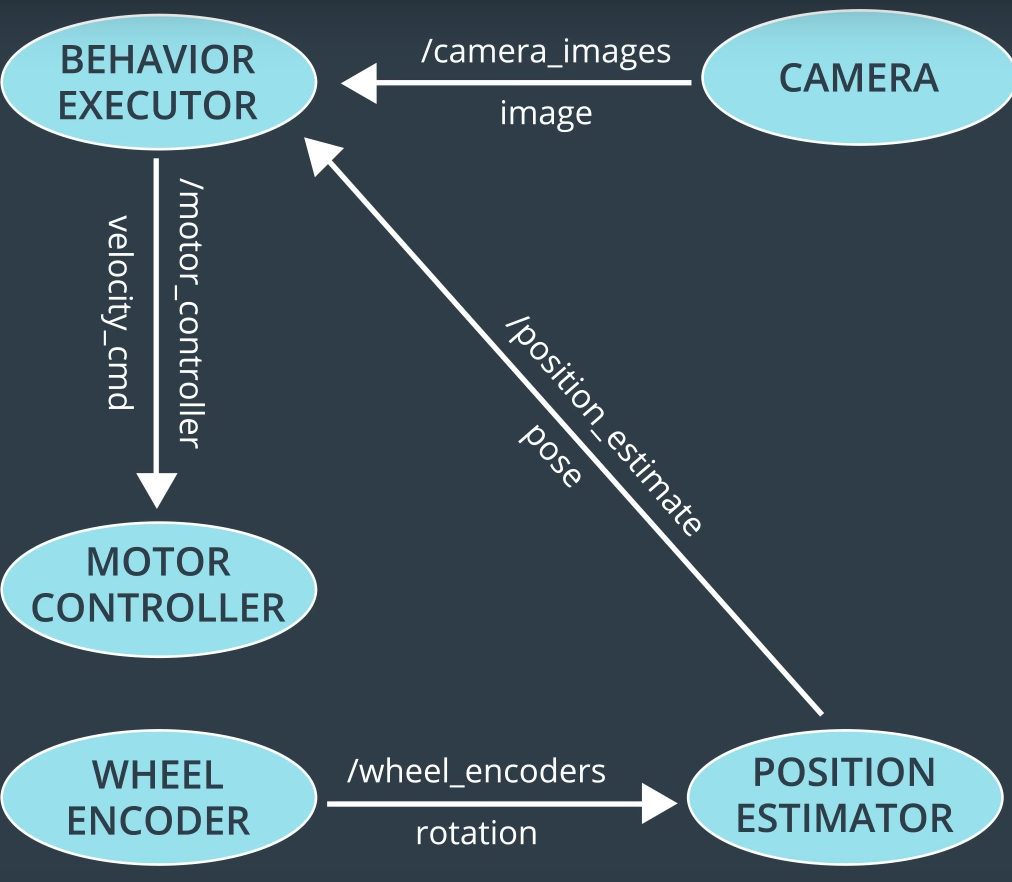 BEHAVIOR
EXECUTOR
/camera_images
image
CAMERA
/motor_controller
velocity_cmd
/position_estimate
pose
MOTOR
CONTROLLER
WHEEL
ENCODER
/wheel_encoders
rotation
POSITION
ESTIMATOR